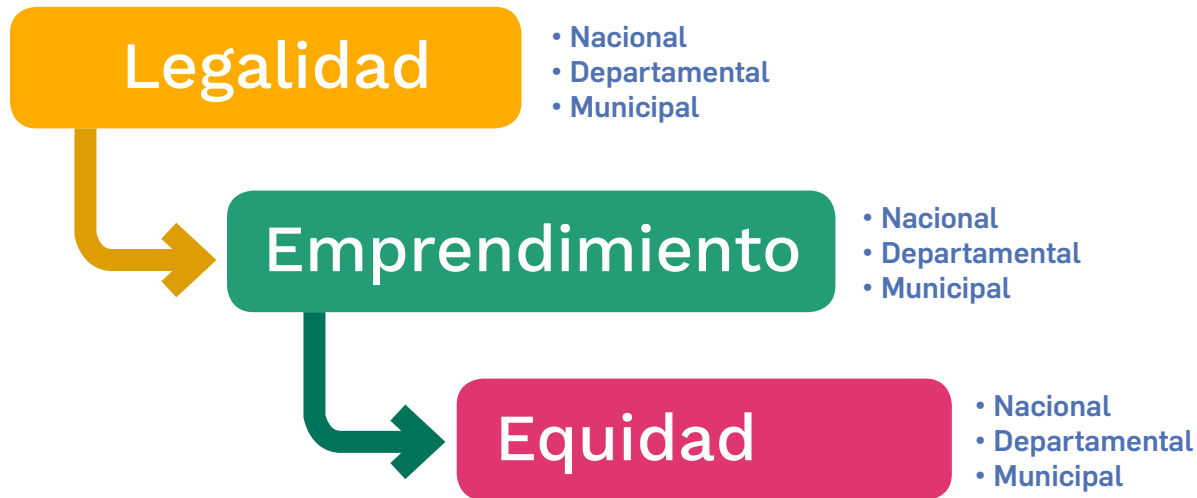 Legalidad
• Nacional
• Departamental
• Municipal
Emprendimiento
• Nacional
• Departamental
• Municipal
Equidad
• Nacional
• Departamental
• Municipal